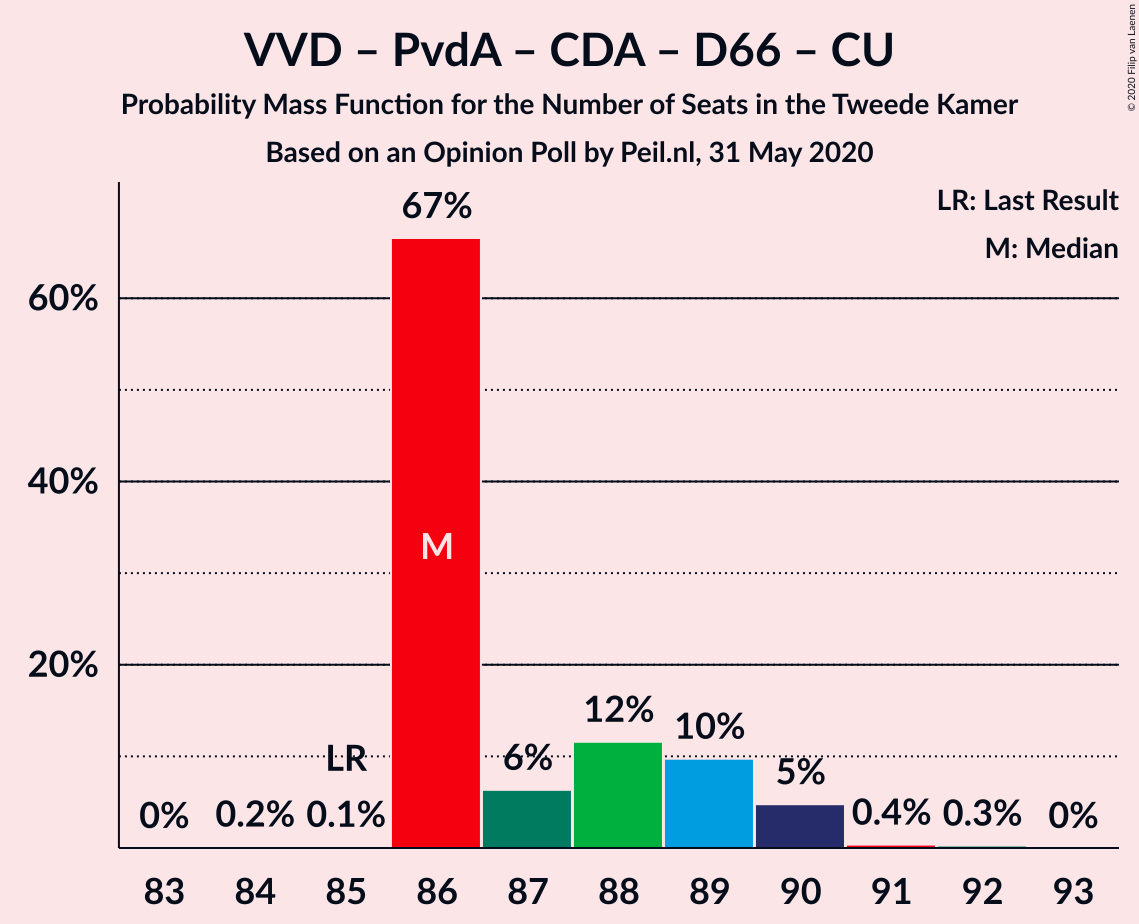 VVD – PvdA – CDA – D66 – CU
Probability Mass Function for the Number of Seats in the Tweede Kamer
Based on an Opinion Poll by Peil.nl, 31 May 2020
© 2020 Filip van Laenen
LR: Last Result
M: Median
60%
40%
20%
0%
0.2%
LR
0.1%
67%
M
6%
12%
10%
5%
0.4%
0.3%
0%
83 84 85 86 87 88 89 90 91 92 93